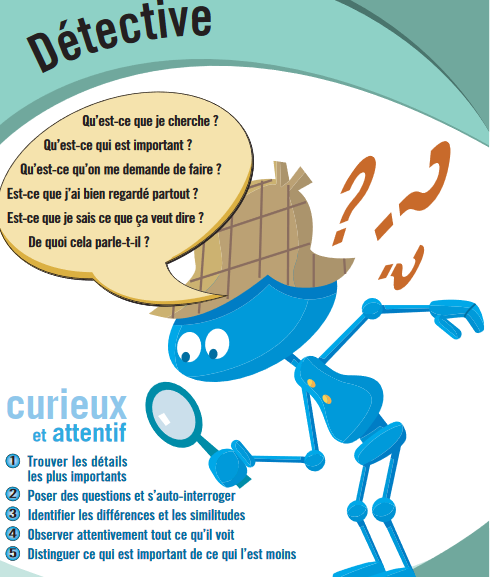 Détective
Qu'est-ce que je cherche ?
Qu'est-ce qui est important ?
Qu'est-ce qu'on me demande de faire ?
Est-ce que j'ai bien regardé partout ?
Est-ce que je sais ce que ça veut dire ?
De quoi cela parle-t-il ?
? ? ?
curieux
et attentif
1 Trouver les détails
les plus importants
2 Poser des questions et s'auto-interroger
3 Identifier les différences et les similitudes
4 Observer attentivement tout ce qu'il voit
5 Distinguer ce qui est important de ce qui l'est moins